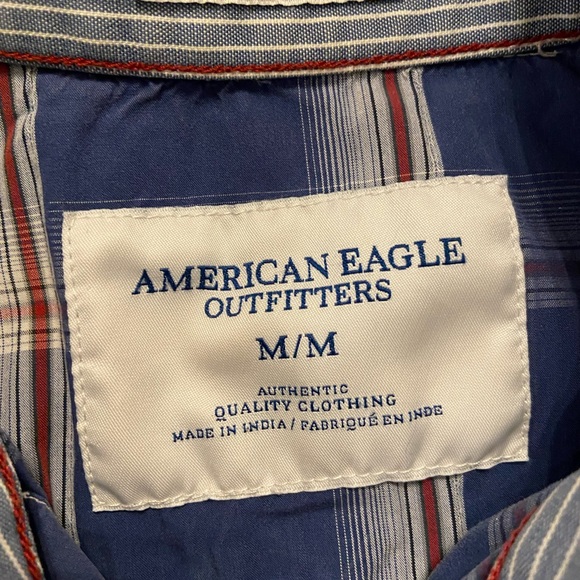 AMERICAN EAGLE
OUTFITTERS
M/M
AUTHENTIC
QUALITY CLOTHING
MADE IN INDIA / FABRIQUÉ EN INDE